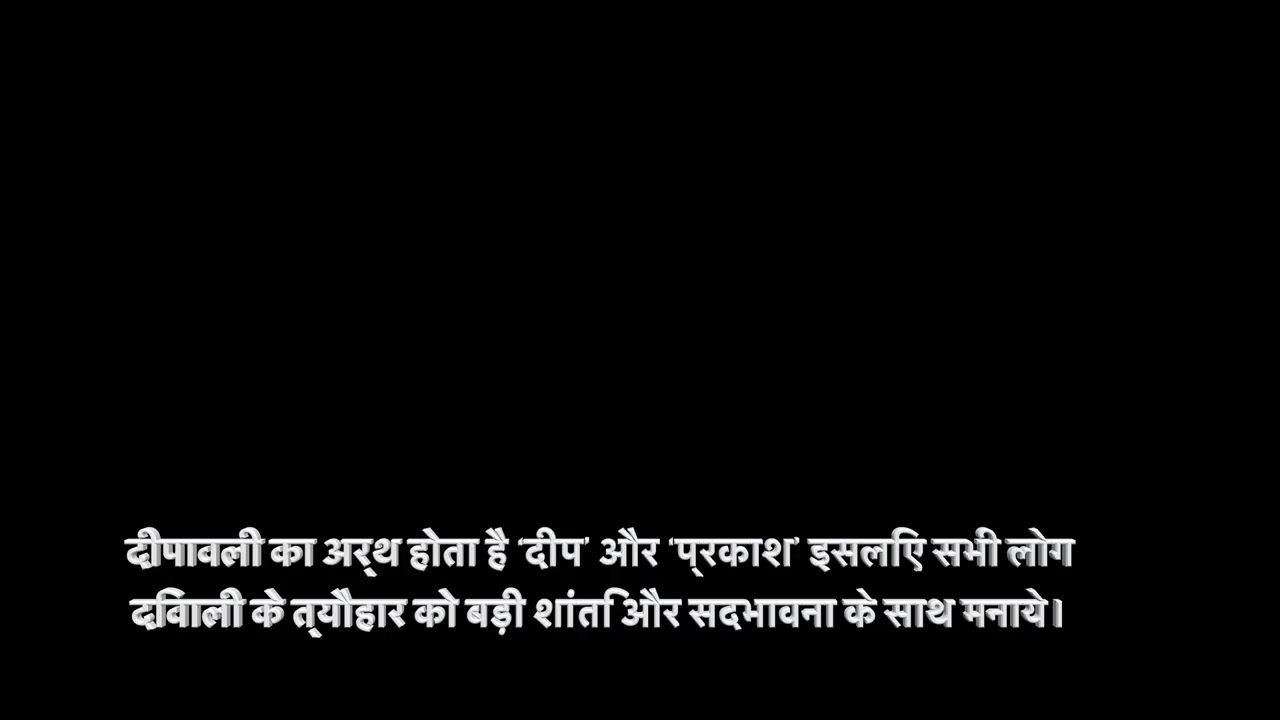 दीपावली का अर्थ होता है ‘दीप’ और ‘प्रकाश’ इसलिए सभी लोग
दिवाली के त्यौहार को बड़ी शांति और सदभावना के साथ मनाये।